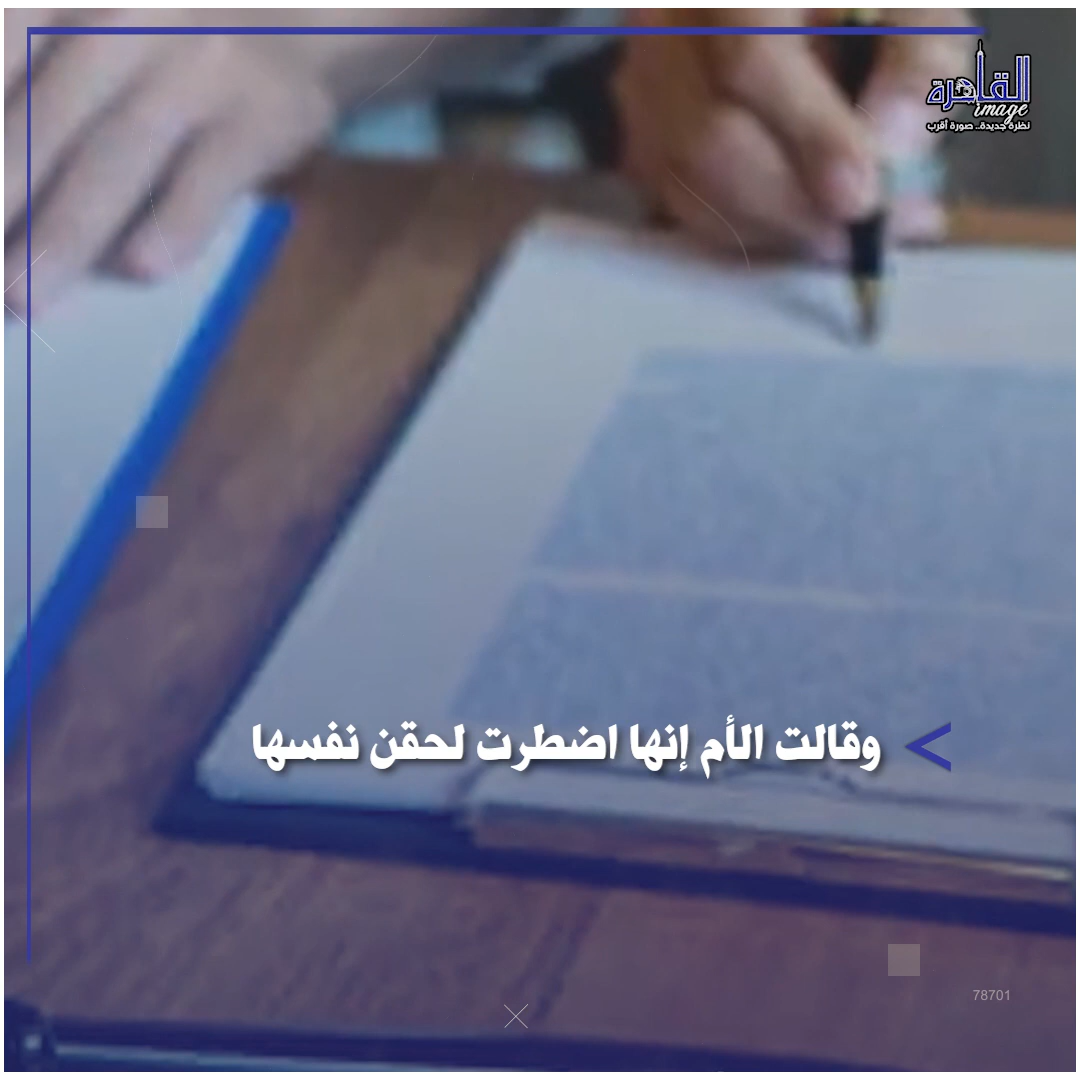 القاهرة
image
نظرة جديدة.. صورة أقرب
وقالت الأم إنها اضطرت لحقن نفسها
78701